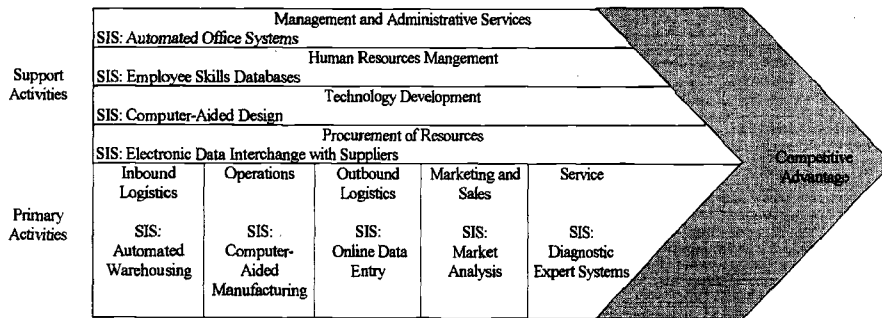 Management and Administrative Services
SIS: Automated Office Systems
Human Resources Mangement
SIS: Employee Skills Databases
Support
Activities
Technology Development
SIS: Computer-Aided Design
Procurement of Resources
SIS: Electronic Data Interchange with Suppliers
Competitive
Advantage
Primary
Activities
Inbound
Logistics
SIS:
Automated
Warehousing
Operations
SIS:
Computer-
Aided
Manufacturing
Outbound
Logistics
SIS:
Online Data
Entry
Marketing and
Sales
SIS:
Market
Analysis
Service
SIS:
Diagnostic
Expert Systems